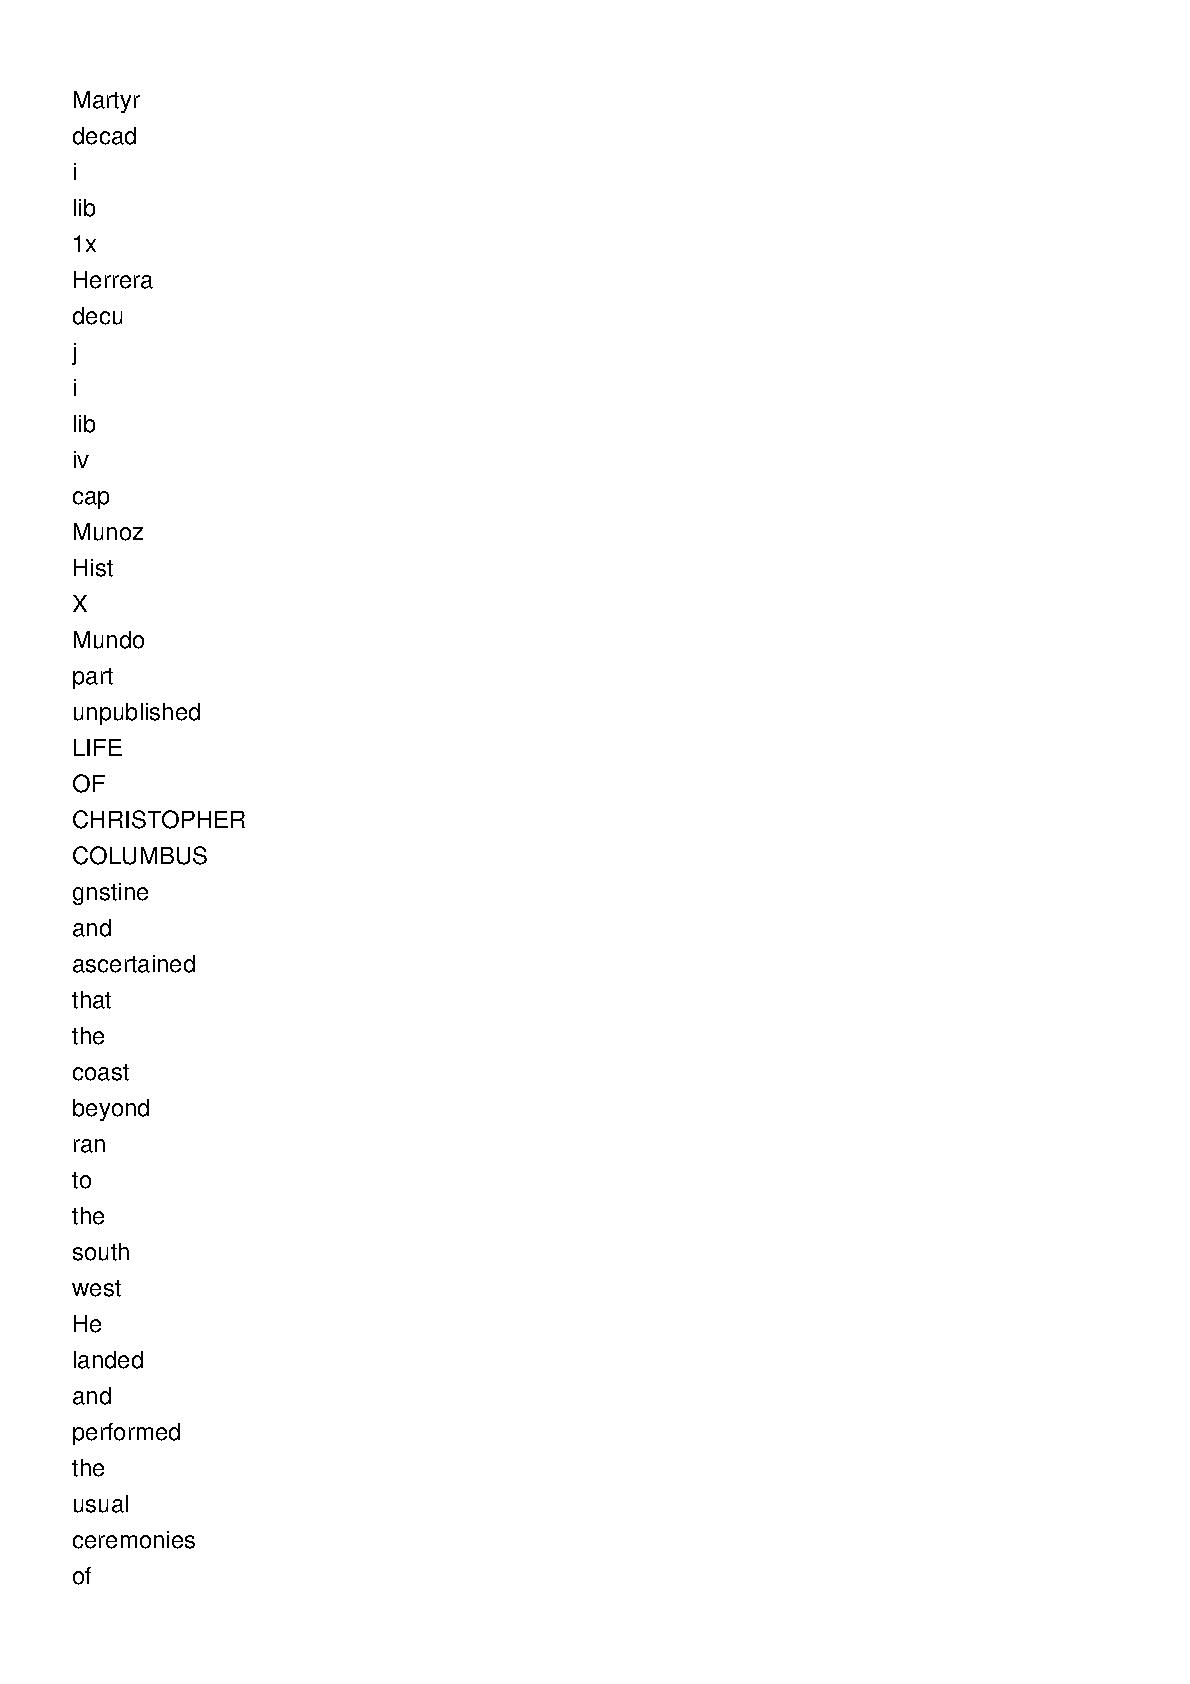 Martyr
decad
i
lib
1x
Herrera
decu
j
i
lib
iv
cap
Munoz
Hist
X
Mundo
part
unpublished
LIFE
OF
CHRISTOPHER
COLUMBUS
gnstine
and
ascertained
that
the
coast
beyond
ran
to
the
south
west
He
landed
and
performed
the
usual
ceremonies
of